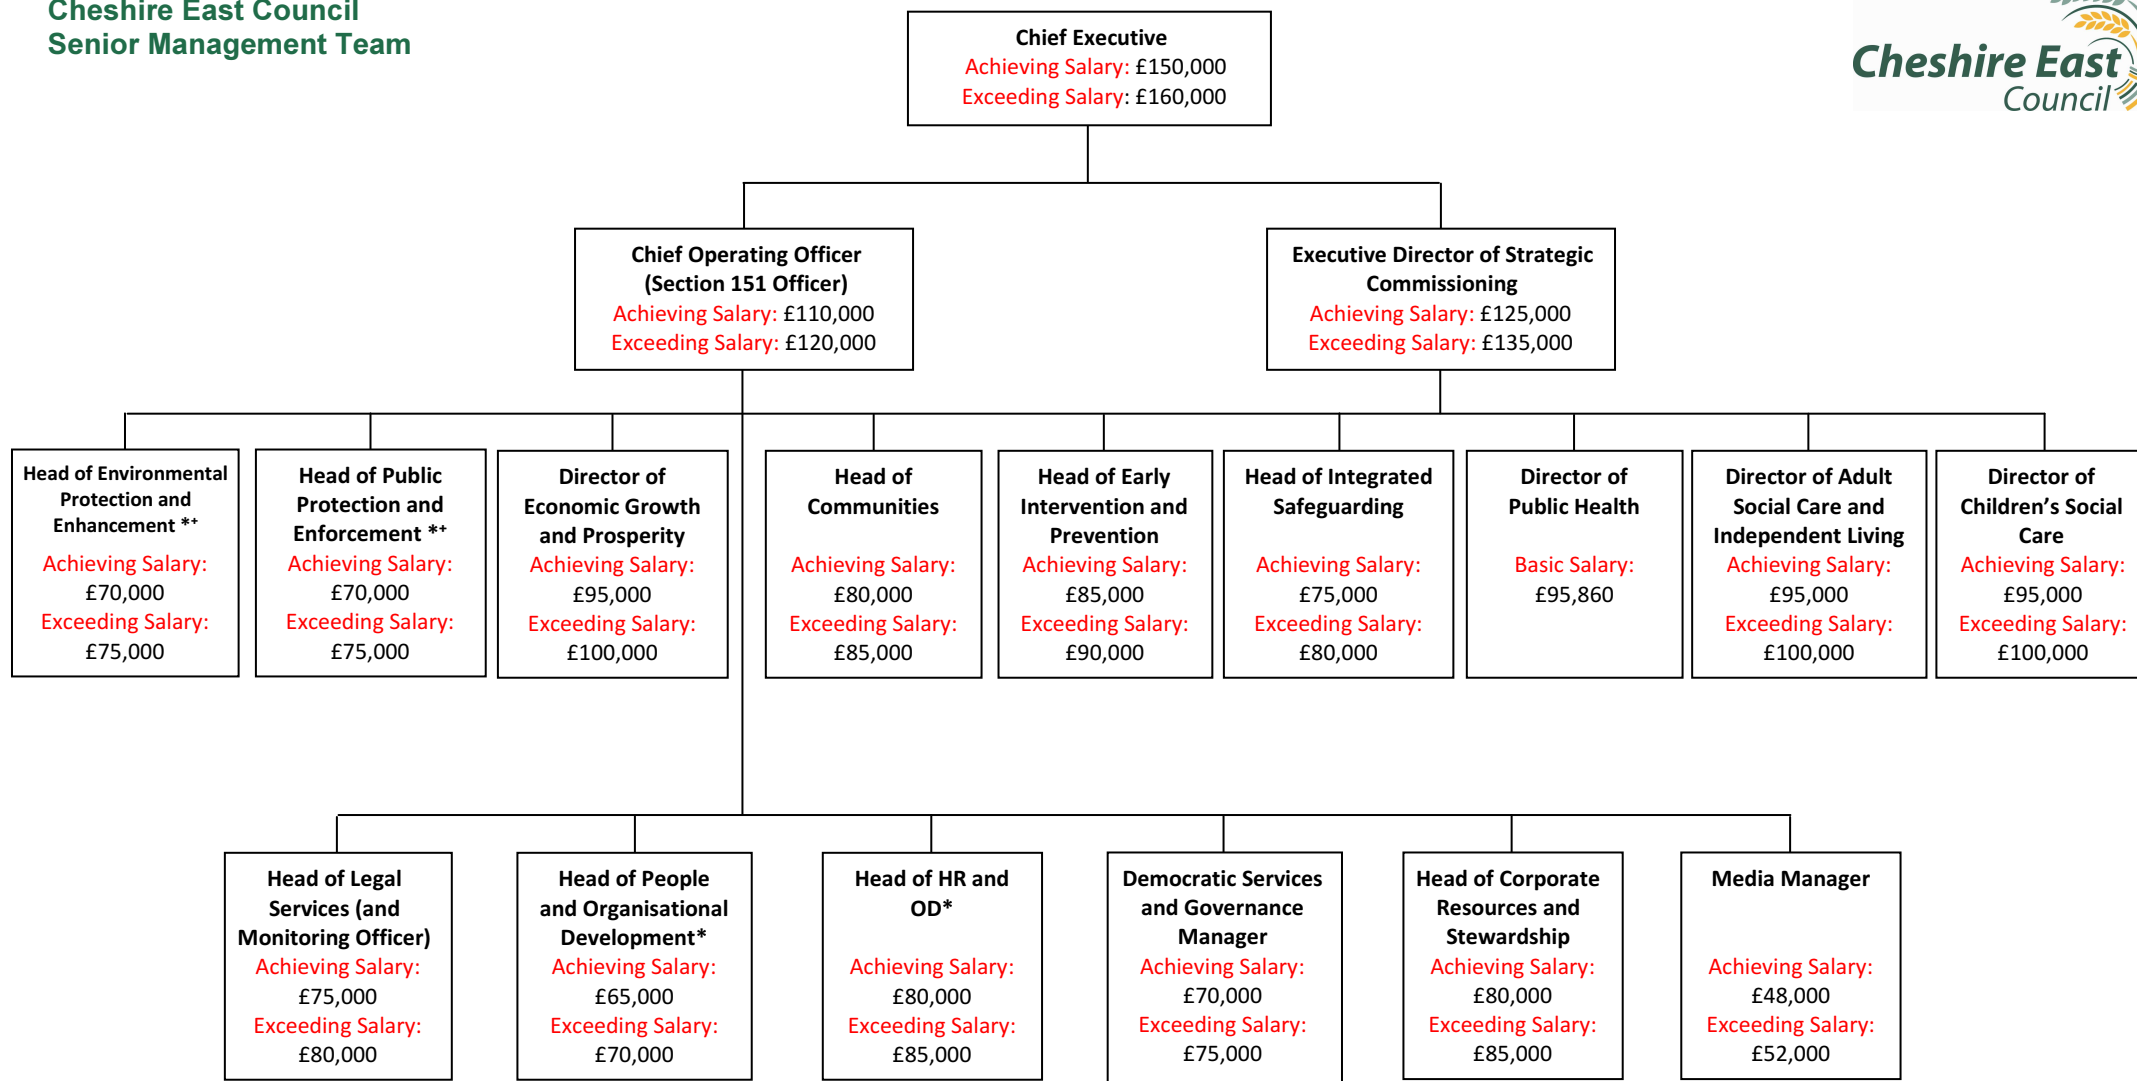 Cheshire East Council
Senior Management Team
Chief Executive
Achieving Salary: £150,000
Exceeding Salary: £160,000
Cheshire East
Council
Chief Operating Officer
(Section 151 Officer)
Achieving Salary: £110,000
Exceeding Salary: £120,000
Executive Director of Strategic
Commissioning
Achieving Salary: £125,000
Exceeding Salary: £135,000
Head of Environmental
Protection and
Enhancement *⁺
Achieving Salary:
£70,000
Exceeding Salary:
£75,000
Head of Public
Protection and
Enforcement *⁺
Achieving Salary:
£70,000
Exceeding Salary:
£75,000
Director of
Economic Growth
and Prosperity
Achieving Salary:
£95,000
Exceeding Salary:
£100,000
Head of
Communities
Achieving Salary:
£80,000
Exceeding Salary:
£85,000
Head of Early
Intervention and
Prevention
Achieving Salary:
£85,000
Exceeding Salary:
£90,000
Head of Integrated
Safeguarding
Achieving Salary:
£75,000
Exceeding Salary:
£80,000
Director of
Public Health
Basic Salary:
£95,860
Director of Adult
Social Care and
Independent Living
Achieving Salary:
£95,000
Exceeding Salary:
£100,000
Director of
Children’s Social
Care
Achieving Salary:
£95,000
Exceeding Salary:
£100,000
Head of Legal
Services (and
Monitoring Officer)
Achieving Salary:
£75,000
Exceeding Salary:
£80,000
Head of People
and Organisational
Development*
Achieving Salary:
£65,000
Exceeding Salary:
£70,000
Head of HR and
OD*
Achieving Salary:
£80,000
Exceeding Salary:
£85,000
Democratic Services
and Governance
Manager
Achieving Salary:
£70,000
Exceeding Salary:
£75,000
Head of Corporate
Resources and
Stewardship
Achieving Salary:
£80,000
Exceeding Salary:
£85,000
Media Manager
Achieving Salary:
£48,000
Exceeding Salary:
£52,000